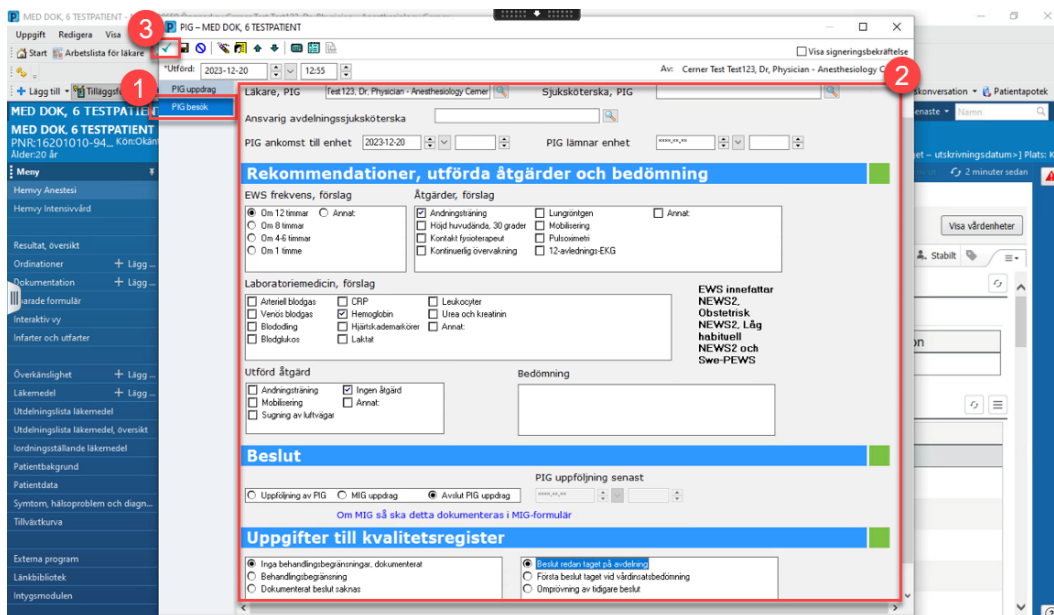 PIG – MED DOK, 6 TESTPATIENT
Uppgift Redigera Visa
3
Start Arbetslista för läkare
Visa signeringsbekräftelse
*Utförd: 2023-12-20 12:55 Av: Cerner Test Test123, Dr, Physician - Anesthesiology
Lägg till
1
PIG uppdrag
2
konversation Patientapotek
PIG besök
Läkare, PIG Test123, Dr, Physician - Anesthesiology Cerner Sjuksköterska, PIG
MED DOK, 6 TESTPATIENT
Namn
MED DOK. 6 TESTPATIENT
Ansvarig avdelningssjuksköterska
PNR:16201010-94... Kön:Okänt
Ålder:20 år
PIG ankomst till enhet 2023-12-20 PIG lämnar enhet ****-**-**
utskrivningsdatum>] Plats: K
Meny
2 minuter sedan
Rekommendationer, utförda åtgärder och bedömning
Hemvy Anestesi
EWS frekvens, förslag Åtgärder, förslag
Hemvy Intensivvård
Om 12 timmar Annat: Andningsträning Lungröntgen Annat:
Om 8 timmar Höjd huvudända, 30 grader Mobilisering
Om 4-6 timmar Kontakt fysioterapeut Pulsoximetri
Om 1 timme Kontinuerlig övervakning 12-avlednings-EKG
Visa vårdenheter
Resultat, översikt
Stabilt
Ordinationer + Lägg ...
Dokumentation + Lägg ...
Laboratoriemedicin, förslag
Sparade formulär
Arteriell blodgas CRP Leukocyter
Venös blodgas Hemoglobin Urea och kreatinin
Blododling Hjärtskademarkörer Annat:
Blodglukos Laktat
EWS innefattar
NEWS2,
Obstetrisk
NEWS2, Låg
habituell
NEWS2 och
Swe-PEWS
Interaktiv vy
Infarter och utfarter
Överkänslighet + Lägg ...
Utförd åtgärd Bedömning
Läkemedel + Lägg ...
Andningsträning Ingen åtgärd
Mobilisering Annat:
Sugning av luftvägar
Utdelningslista läkemedel
Utdelningslista läkemedel, översikt
Iordningsställande läkemedel
Beslut
Patientbakgrund
PIG uppföljning senast
Patientdata
Uppföljning av PIG MIG uppdrag Avslut PIG uppdrag ****-**-**
Symtom, hälsoproblem och diagn...
Om MIG så ska detta dokumenteras i MIG-formulär
Tillväxtkurva
Uppgifter till kvalitetsregister
Externa program
Inga behandlingsbegränsningar, dokumenterat Beslut redan taget på avdelning
Länkbibliotek
Behandlingsbegränsning Första beslut taget vid vårdinsatsbedömning
Dokumenterat beslut saknas Omprövning av tidigare beslut
Intygsmodulen